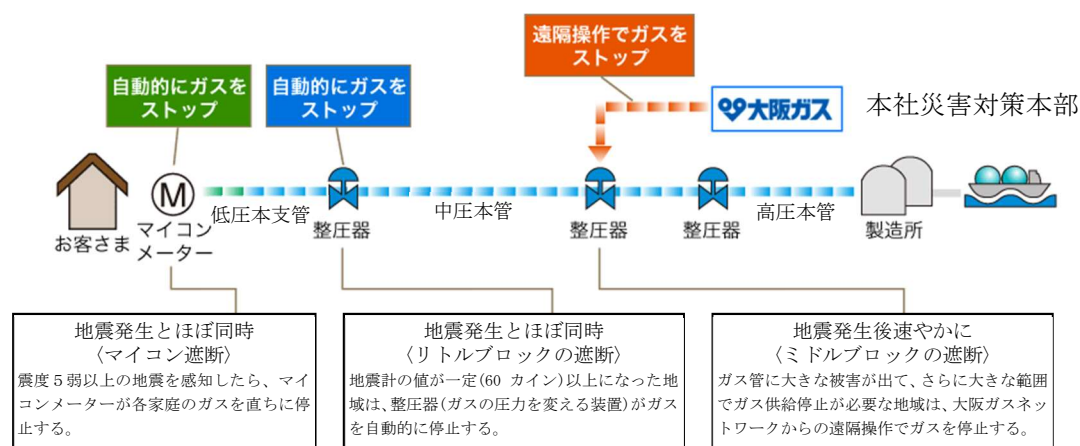 遠隔操作でガスを
ストップ
自動的にガスを
ストップ
自動的にガスを
ストップ
大阪ガス
本社災害対策本部
M
お客さま
マイコン
メーター
低圧本支管
整圧器
中圧本管
整圧器
整圧器
高圧本管
製造所
地震発生とほぼ同時
〈マイコン遮断〉
震度５弱以上の地震を感知したら、マイ
コンメーターが各家庭のガスを直ちに停
止する。
地震発生とほぼ同時
〈リトルブロックの遮断〉
地震計の値が一定(60 カイン)以上になった地
域は、整圧器(ガスの圧力を変える装置)がガス
を自動的に停止する。
地震発生後速やかに
〈ミドルブロックの遮断〉
ガス管に大きな被害が出て、さらに大きな範囲
でガス供給停止が必要な地域は、大阪ガスネッ
トワークからの遠隔操作でガスを停止する。